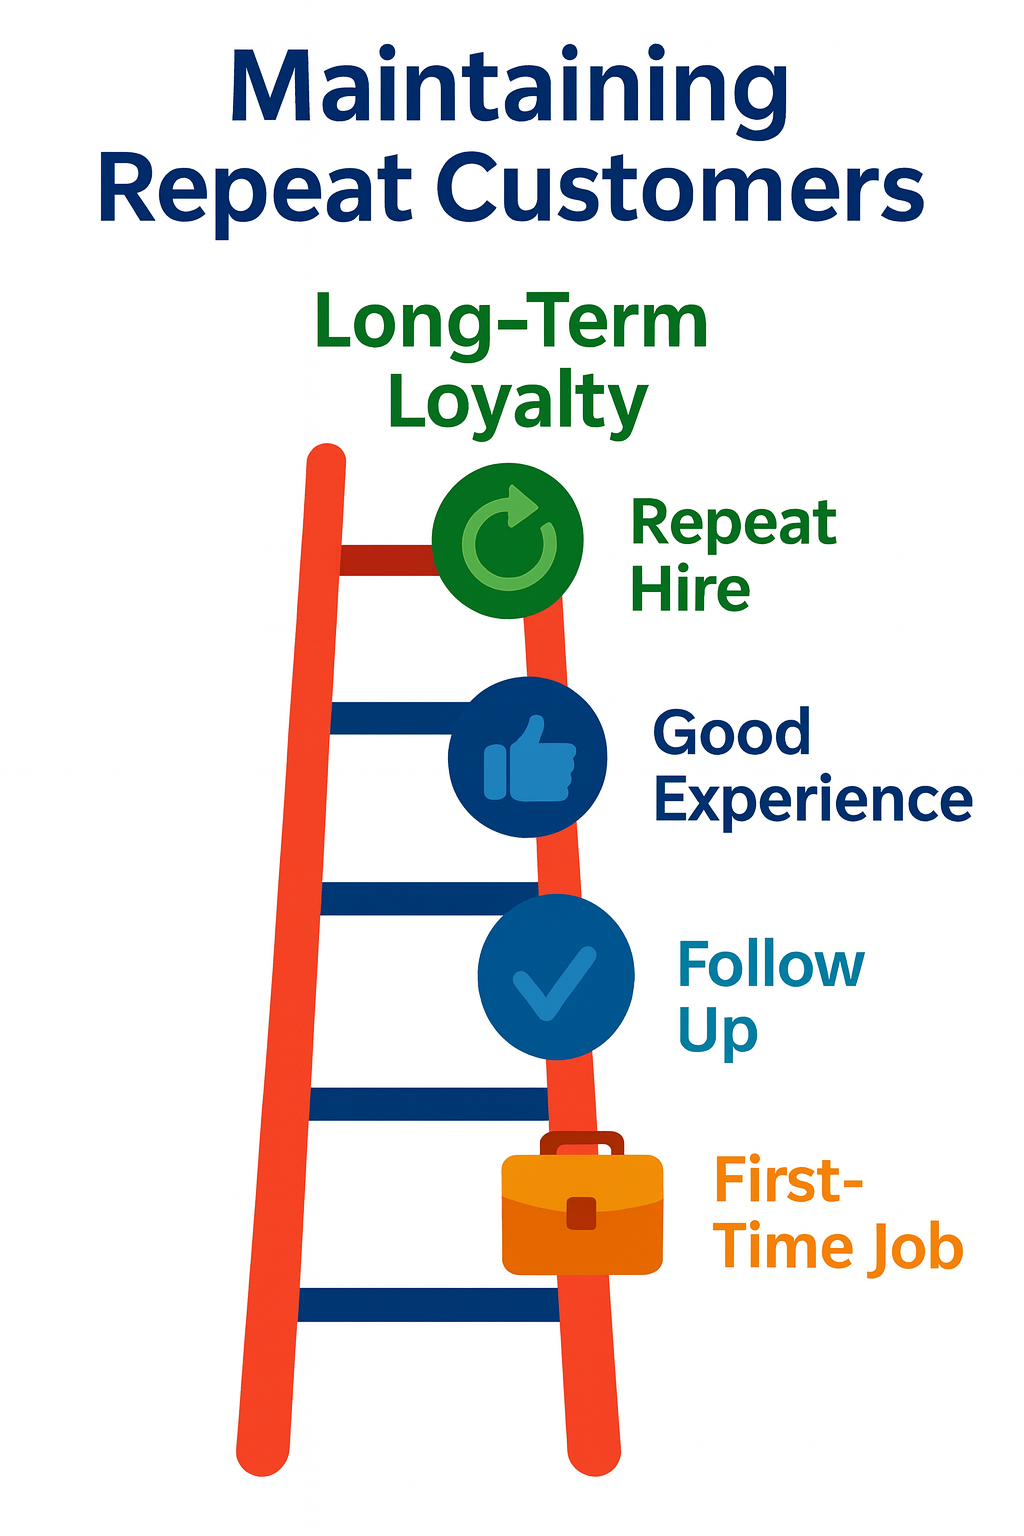 Maintaining
Repeat Customers
Long-Term
Loyalty
Repeat
Hire
Good
Experience
Follow
Up
First-
Time Job